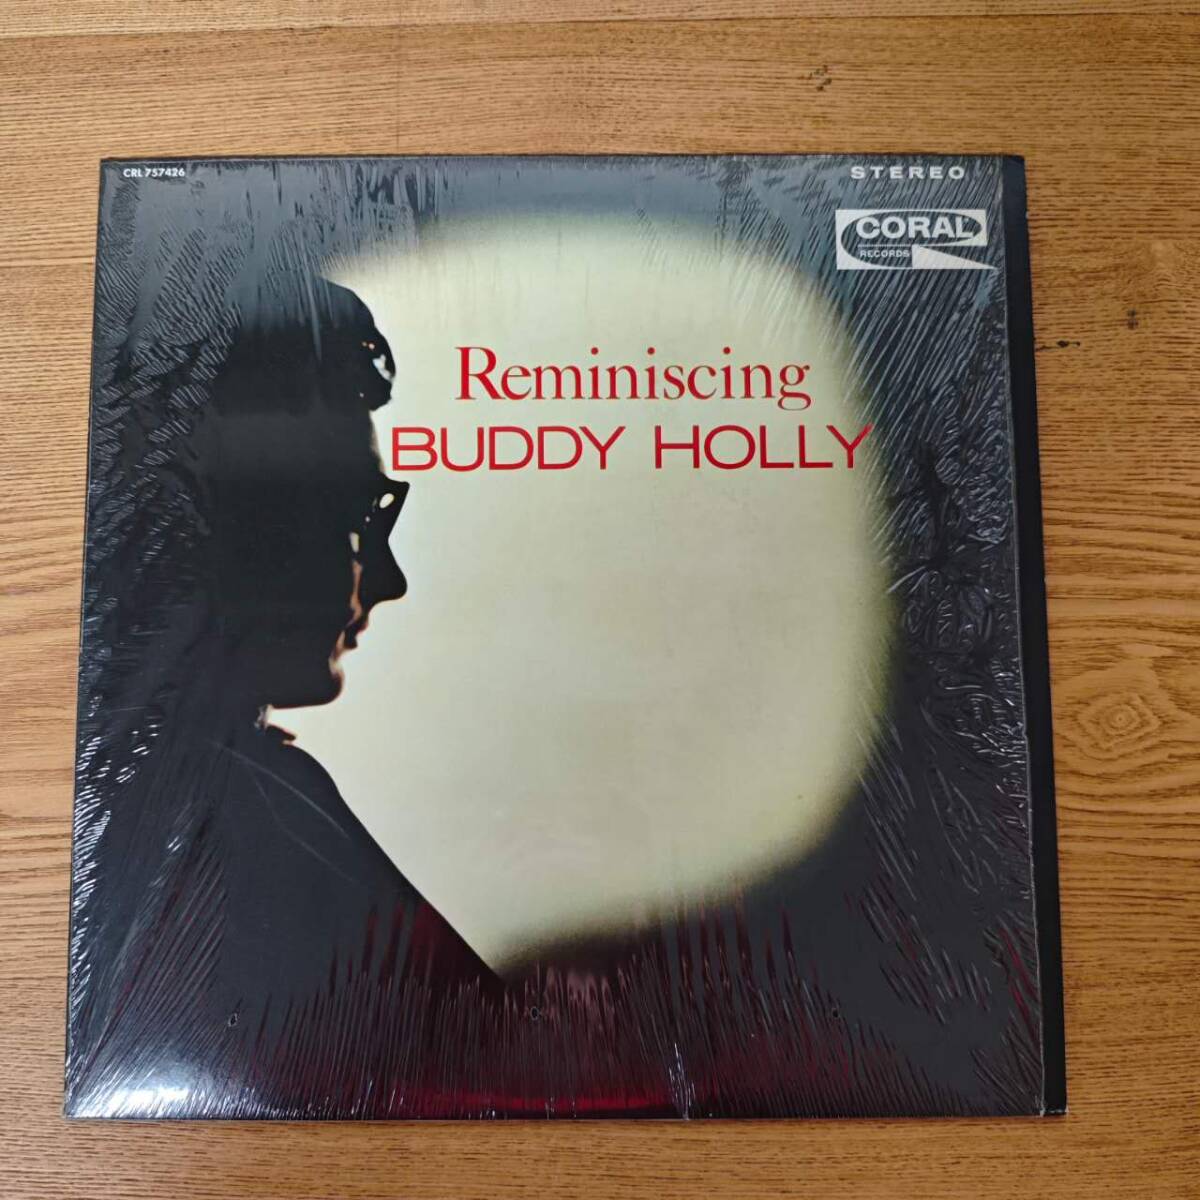 CRL 757426
STEREO
CORAL
RECORDS
Reminiscing
BUDDY HOLLY